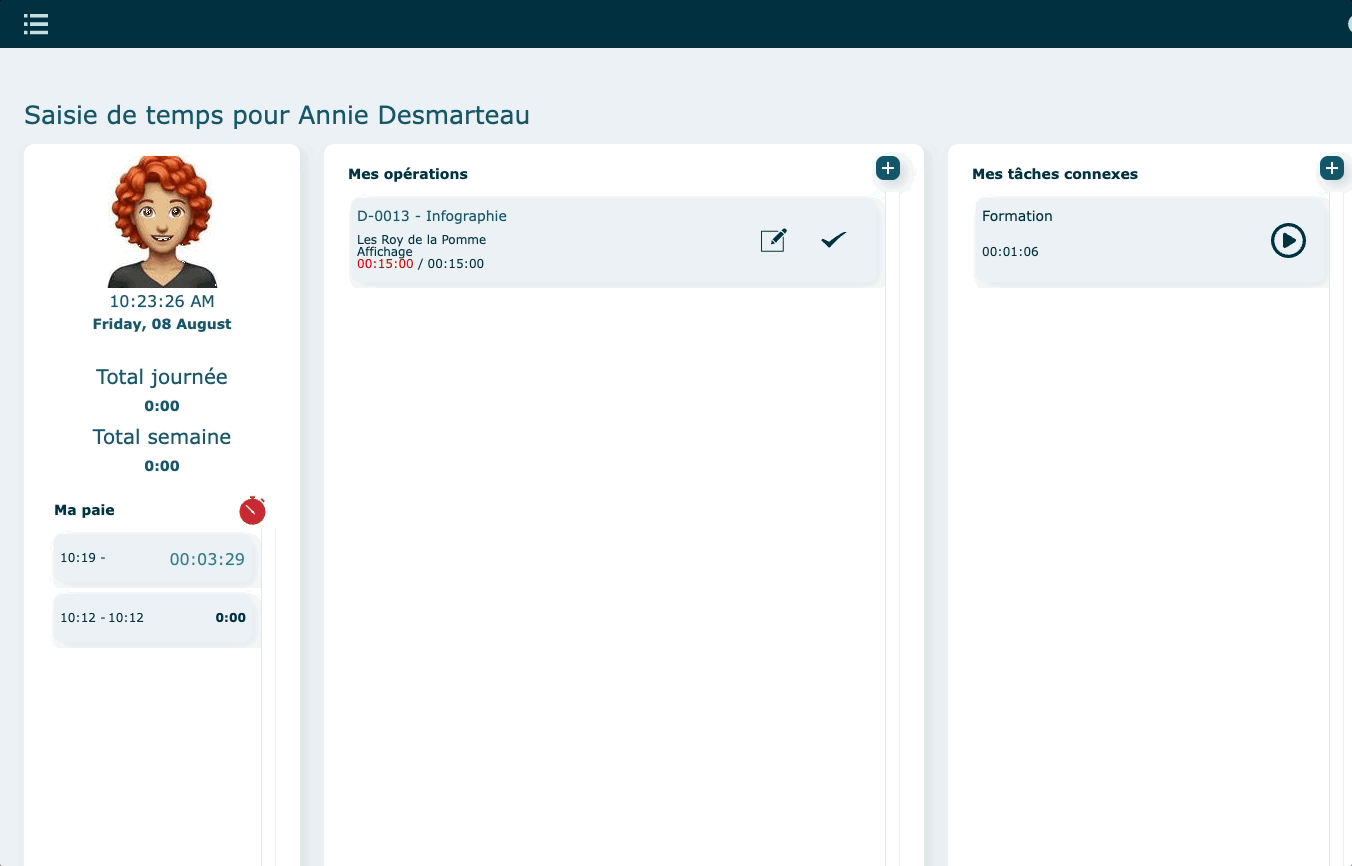 Saisie de temps pour Annie Desmarteau
10:23:26 AM
Friday, 08 August
Total journée
0:00
Total semaine
0:00
Ma paie
10:19 -
00:03:29
10:12 - 10:12
0:00
Mes opérations
D-0013 - Infographie
Les Roy de la Pomme
Affichage
00:15:00 / 00:15:00
Mes tâches connexes
Formation
00:01:06